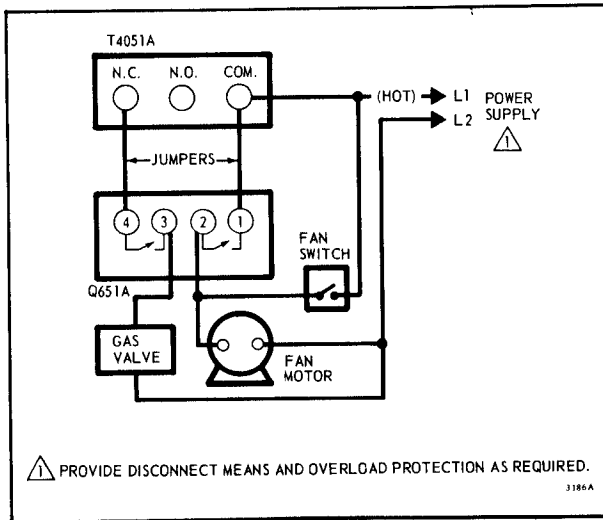 T4051A
N.C. N.O. COM.
(HOT) L1 POWER
L2 SUPPLY
1
JUMPERS
4 3 2 1
FAN
SWITCH
Q651A
GAS
VALVE
FAN
MOTOR
1 PROVIDE DISCONNECT MEANS AND OVERLOAD PROTECTION AS REQUIRED.
3186A